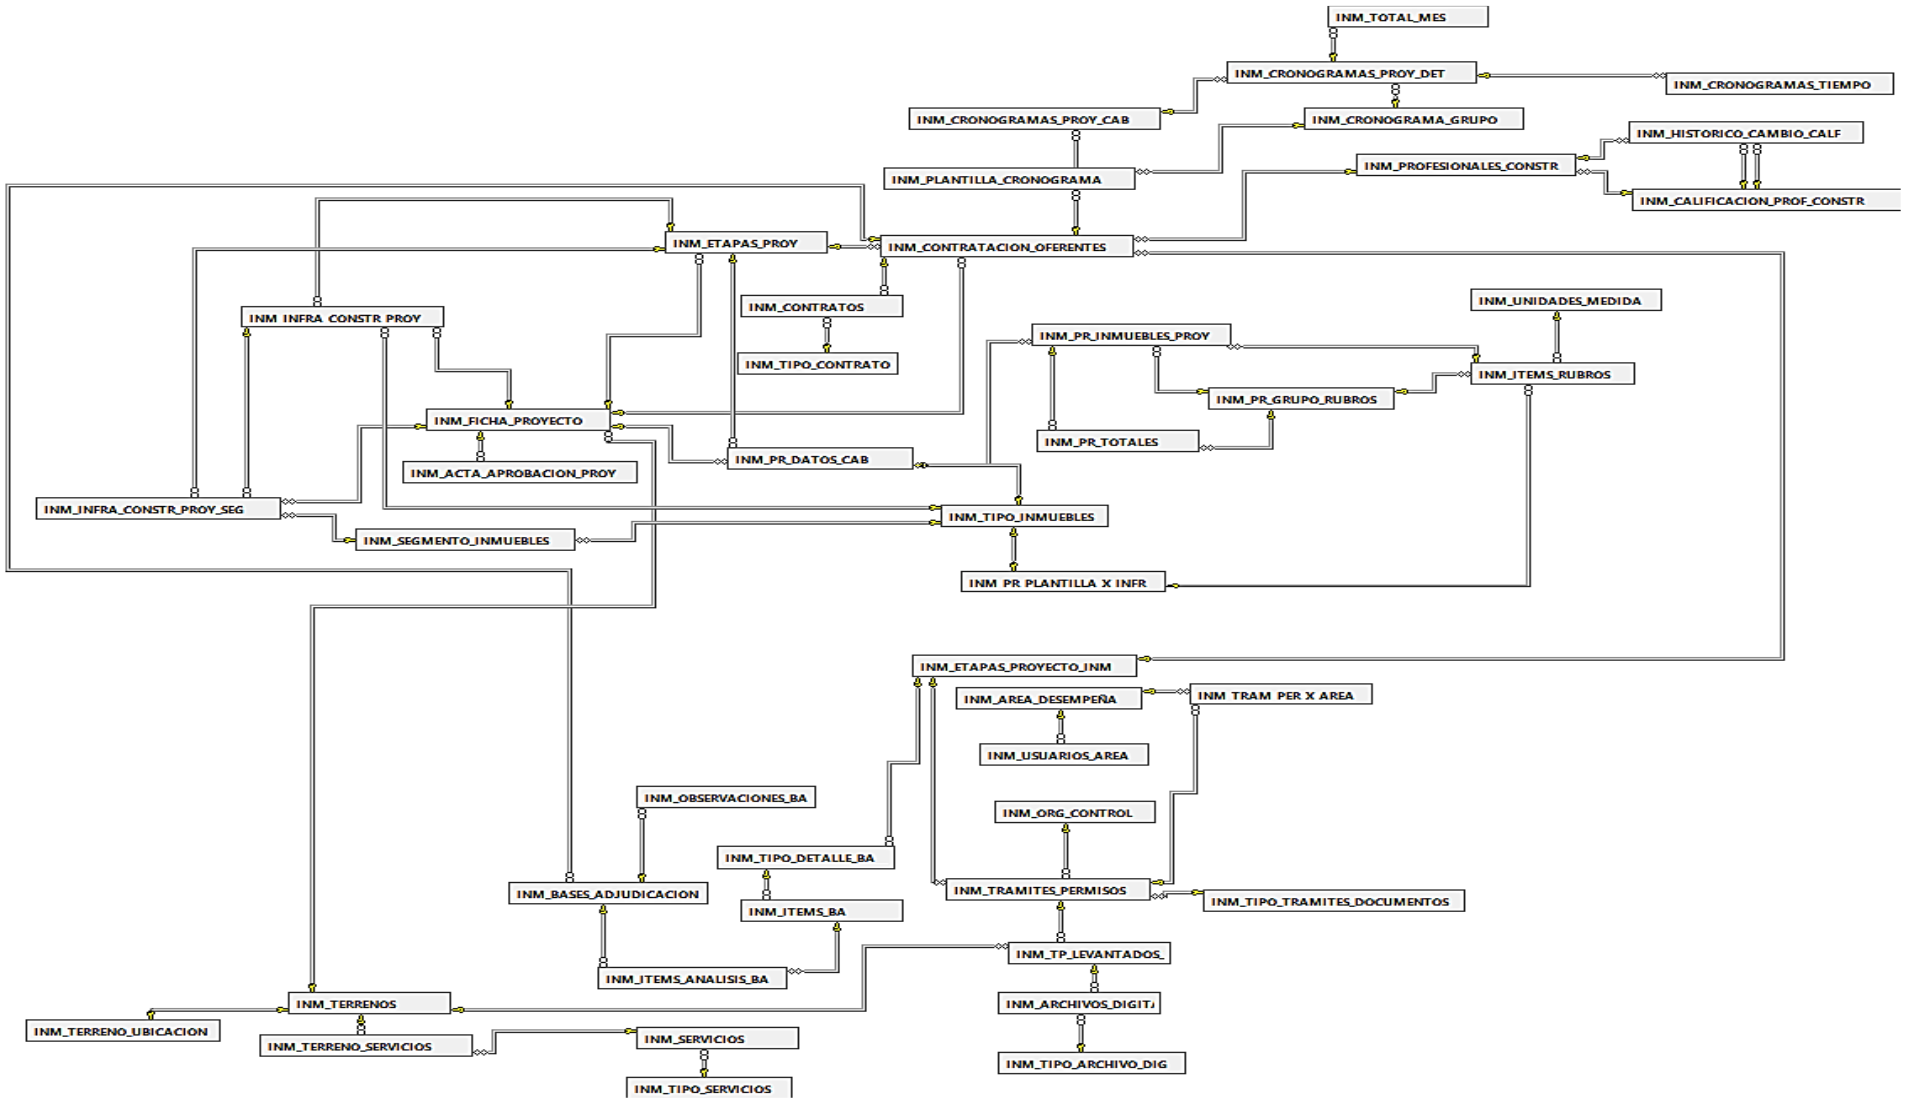 INM_TOTAL_MES
INM_CRONOGRAMAS_PROY_DET
INM_CRONOGRAMAS_TIEMPO
INM_CRONOGRAMAS_PROY_CAB
INM_CRONOGRAMA_GRUPO
INM_HISTORICO_CAMBIO_CALF
INM_PROFESIONALES_CONSTR
INM_PLANTILLA_CRONOGRAMA
INM_CALIFICACION_PROF_CONSTR
INM_ETAPAS_PROY
INM_CONTRATACION_OFERENTES
INM_CONTRATOS
INM_UNIDADES_MEDIDA
INM_INFRA_CONSTR_PROY
INM_PR_INMUEBLES_PROY
INM_TIPO_CONTRATO
INM_ITEMS_RUBROS
INM_PR_GRUPO_RUBROS
INM_FICHA_PROYECTO
INM_PR_TOTALES
INM_PR_DATOS_CAB
INM_ACTA_APROBACION_PROY
INM_INFRA_CONSTR_PROY_SEG
INM_TIPO_INMUEBLES
INM_SEGMENTO_INMUEBLES
INM_PR_PLANTILLA_X_INFR
INM_ETAPAS_PROYECTO_INM
INM_AREA_DESEMPEÑA
INM_TRAM_PER_X_AREA
INM_USUARIOS_AREA
INM_OBSERVACIONES_BA
INM_ORG_CONTROL
INM_TIPO_DETALLE_BA
INM_BASES_ADJUDICACION
INM_TRAMITES_PERMISOS
INM_TIPO_TRAMITES_DOCUMENTOS
INM_ITEMS_BA
INM_TP_LEVANTADOS_
INM_ITEMS_ANALISIS_BA
INM_TERRENOS
INM_ARCHIVOS_DIGIT
INM_TERRENO_UBICACION
INM_TERRENO_SERVICIOS
INM_SERVICIOS
INM_TIPO_ARCHIVO_DIG
INM_TIPO_SERVICIOS